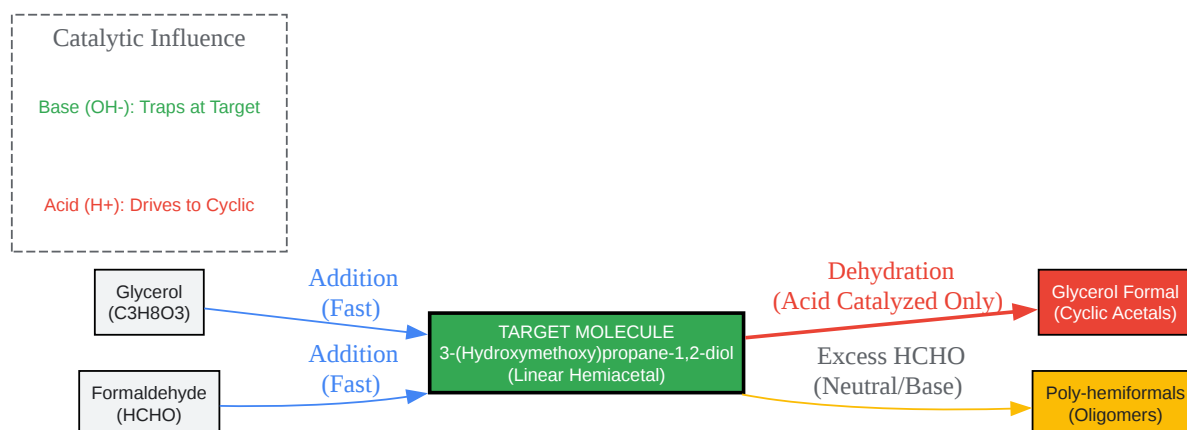 Catalytic Influence
Base (OH-): Traps at Target
Acid (H+): Drives to Cyclic
Glycerol
(C3H8O3)
Addition
(Fast)
Formaldehyde
(HCHO)
Addition
(Fast)
TARGET MOLECULE
3-(Hydroxymethoxy)propane-1,2-diol
(Linear Hemiacetal)
Dehydration
(Acid Catalyzed Only)
Glycerol Formal
(Cyclic Acetals)
Excess HCHO
(Neutral/Base)
Poly-hemiformals
(Oligomers)